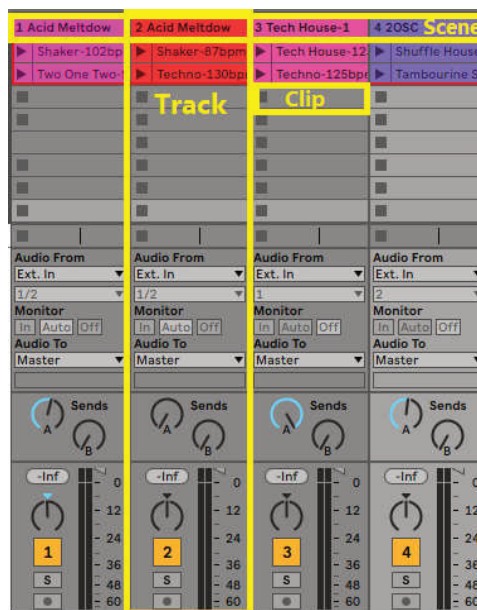 1 Acid Meltdow 2 Acid Meltdow 3 Tech House-1 4 20SC Scene
Shaker-102bp Shaker-87bpm Tech House-12 Shuffle House
Two One Two- Techno-130bp Techno-125bp Tambourine S
Track Clip
Audio From Audio From Audio From Audio From
Ext. In Ext. In Ext. In Ext. In
1/2 1/2 1 2
Monitor Monitor Monitor Monitor
In Auto Off In Auto Off In Auto Off In Auto Off
Audio To Audio To Audio To Audio To
Master Master Master Master
Sends Sends Sends Sends
A B A B A B A B
-Inf -Inf -Inf -Inf
0 0 0 0
12 12 12 12
1 2 3 4
24 24 24 24
36 36 36 36
S S S S
48 48 48 48
60 60 60 60